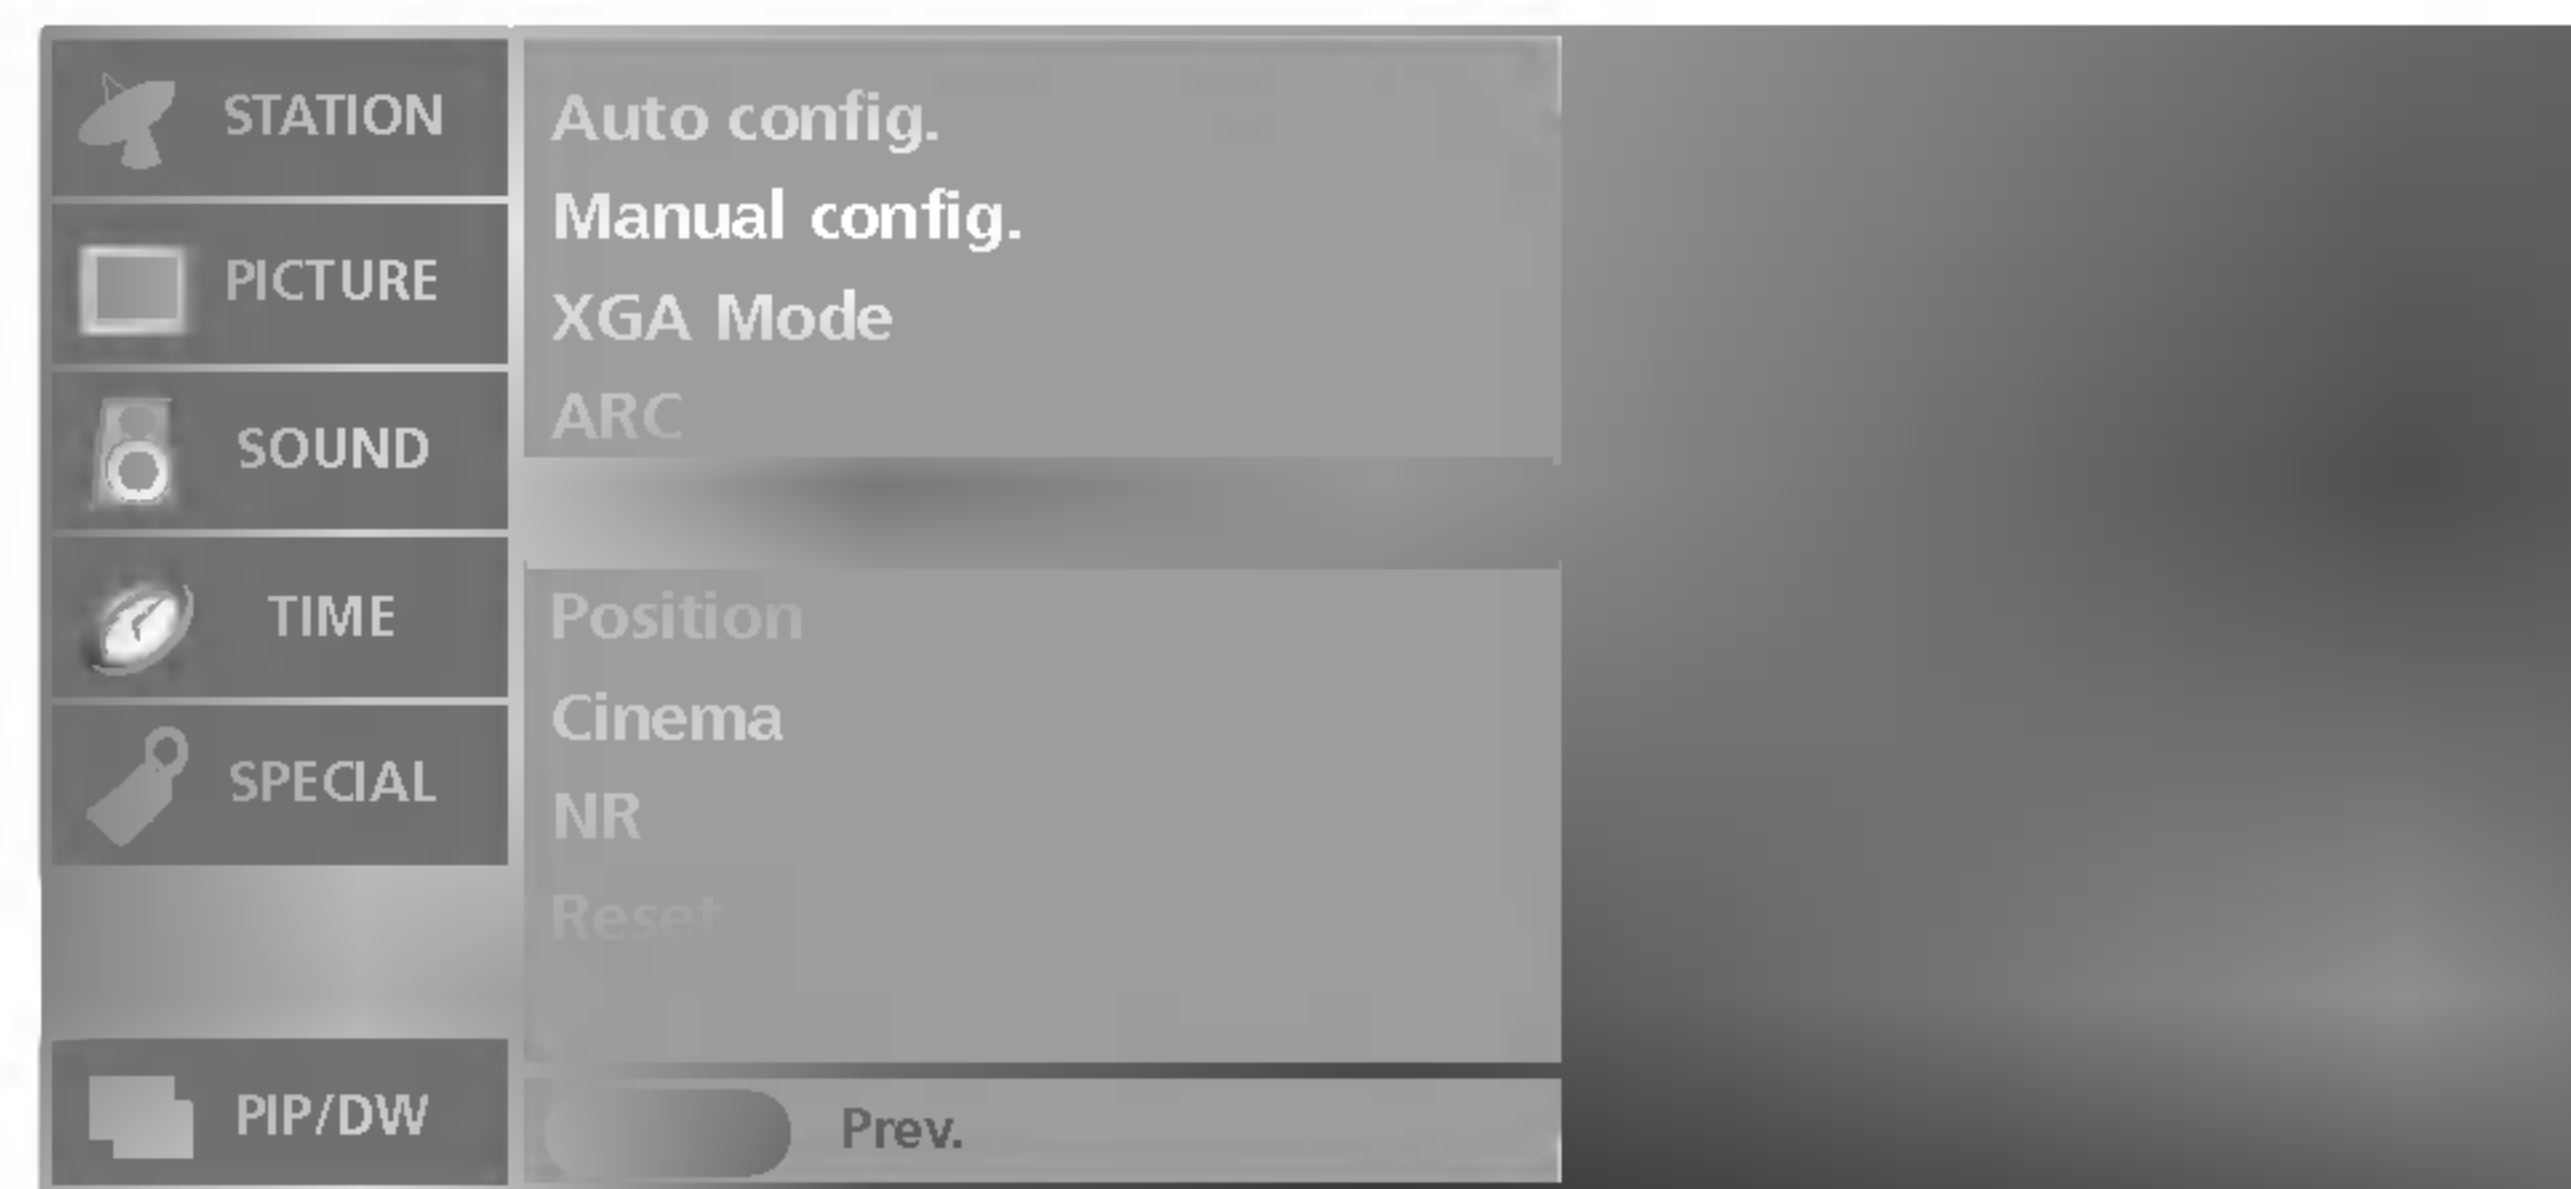 STATION
PICTURE
SOUND
TIME
SPECIAL
PIP/DW
Auto config.
Manual config.
XGA Mode
ARC
Position
Cinema
NR
Reset
Prev.